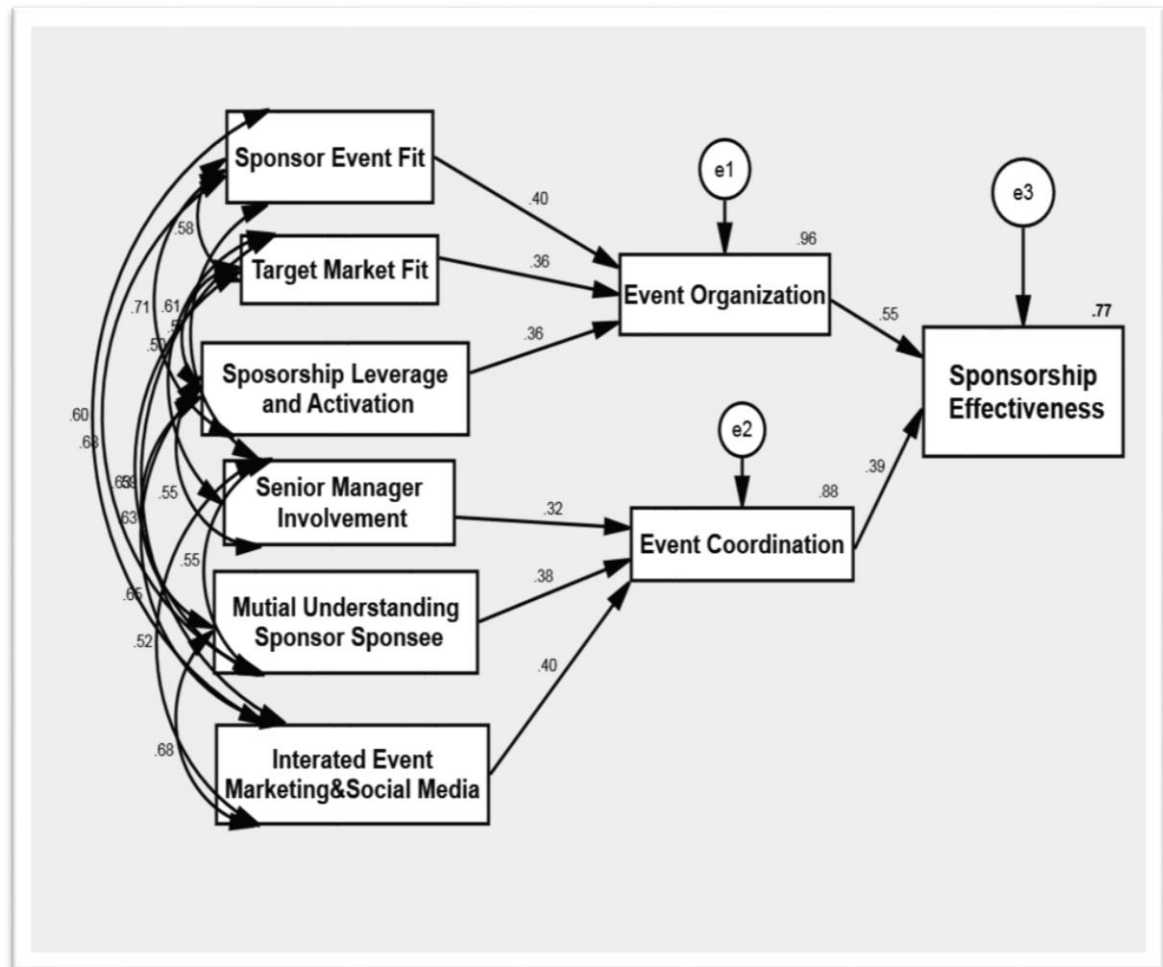 Sponsor Event Fit
Target Market Fit
Sposorship Leverage
and Activation
Senior Manager
Involvement
Mutial Understanding
Sponsor Sponsee
Interated Event
Marketing&Social Media
e1
.96
Event Organization
e2
.88
Event Coordination
e3
.77
Sponsorship
Effectiveness
.40
.36
.36
.32
.38
.40
.55
.39
.58
.71
.61
.60
.55
.55
.65
.52
.68
.63